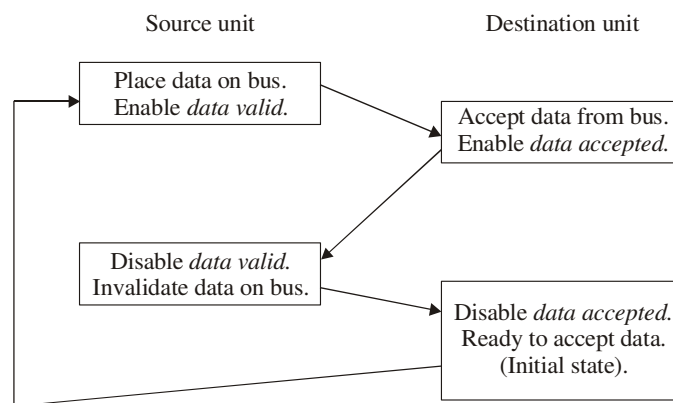 Source unit
Destination unit
Place data on bus.
Enable data valid.
Accept data from bus.
Enable data accepted.
Disable data valid.
Invalidate data on bus.
Disable data accepted.
Ready to accept data.
(Initial state).